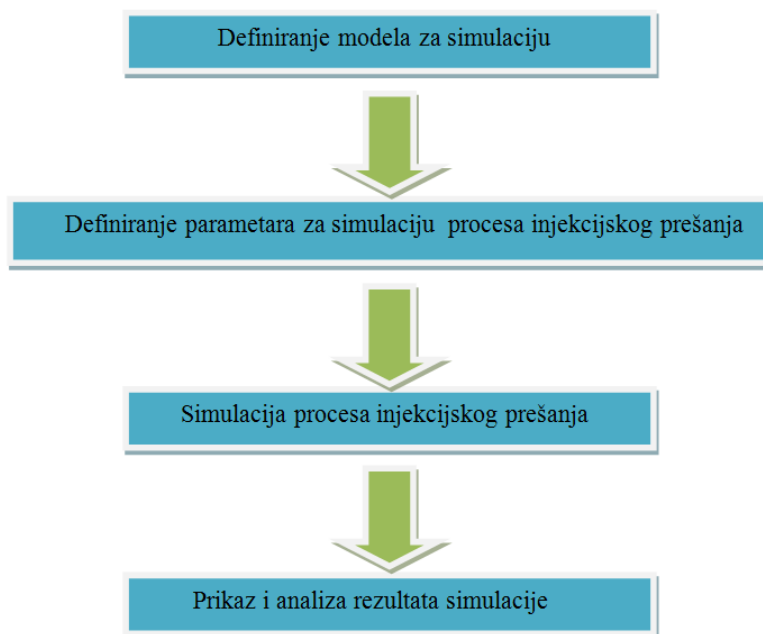 Definiranje modela za simulaciju
Definiranje parametara za simulaciju procesa injekcijskog prešanja
Simulacija procesa injekcijskog prešanja
Prikaz i analiza rezultata simulacije